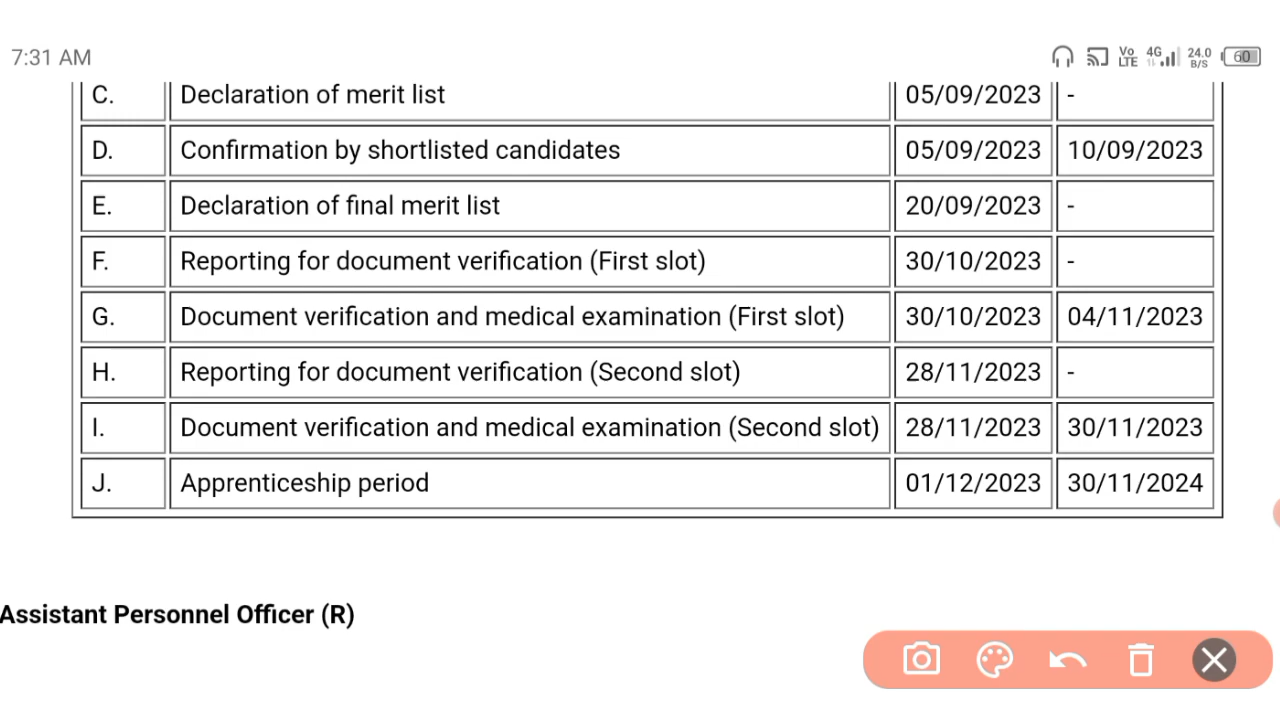 7:31 AM Vo LTE 4G 24.0 B/S 60
C. Declaration of merit list 05/09/2023 -
D. Confirmation by shortlisted candidates 05/09/2023 10/09/2023
E. Declaration of final merit list 20/09/2023 -
F. Reporting for document verification (First slot) 30/10/2023 -
G. Document verification and medical examination (First slot) 30/10/2023 04/11/2023
H. Reporting for document verification (Second slot) 28/11/2023 -
I. Document verification and medical examination (Second slot) 28/11/2023 30/11/2023
J. Apprenticeship period 01/12/2023 30/11/2024
Assistant Personnel Officer (R)